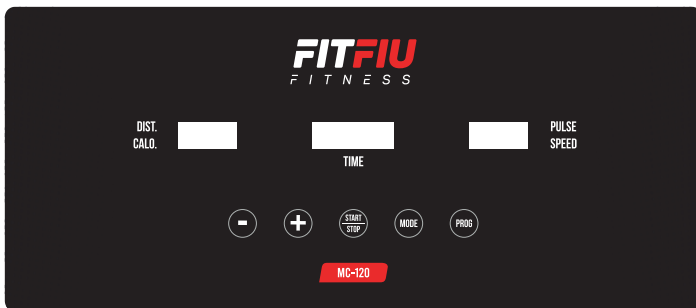 FITFIU
FITNESS
DIST.
CALO.
TIME
PULSE
SPEED
-
+
START
STOP
MODE
PROG
MC-120